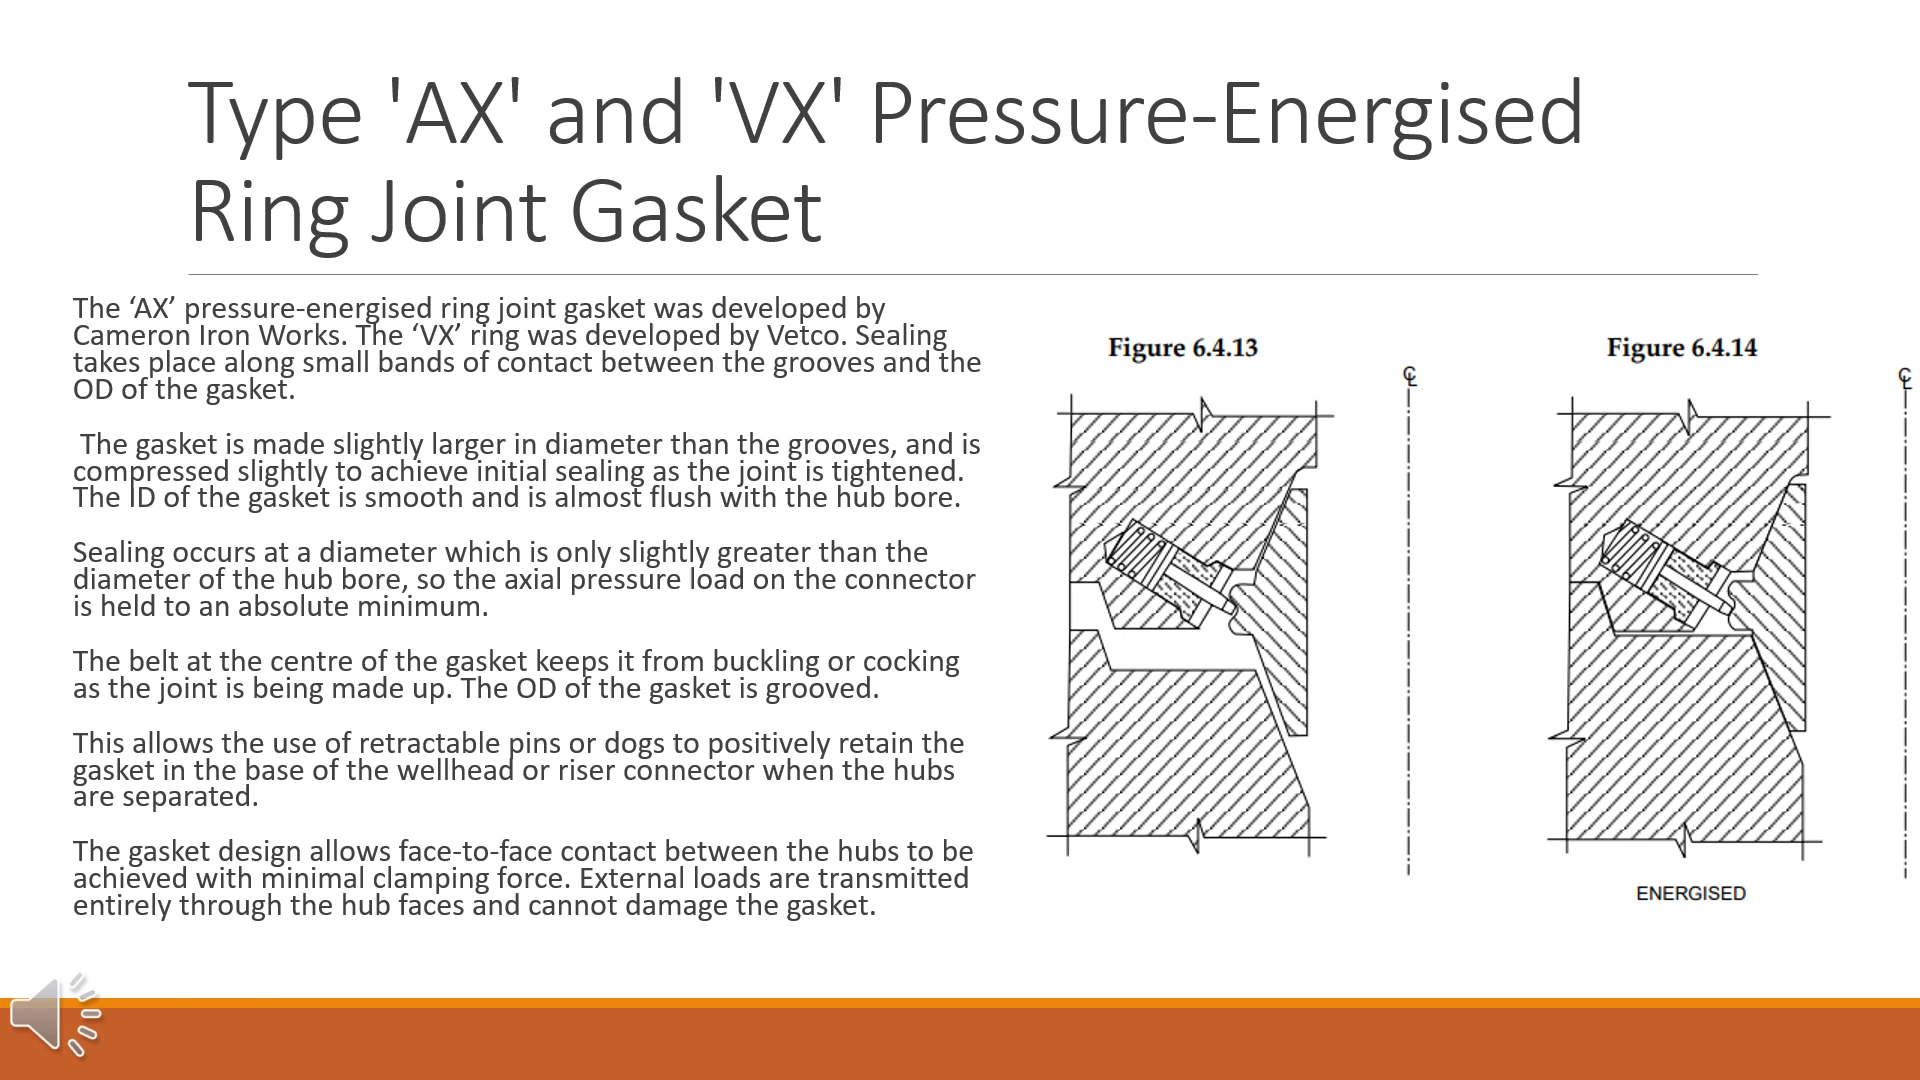 Type 'AX' and 'VX' Pressure-Energised
Ring Joint Gasket
The ‘AX’ pressure-energised ring joint gasket was developed by
Cameron Iron Works. The ‘VX’ ring was developed by Vetco. Sealing
takes place along small bands of contact between the grooves and the
OD of the gasket.
The gasket is made slightly larger in diameter than the grooves, and is
compressed slightly to achieve initial sealing as the joint is tightened.
The ID of the gasket is smooth and is almost flush with the hub bore.
Sealing occurs at a diameter which is only slightly greater than the
diameter of the hub bore, so the axial pressure load on the connector
is held to an absolute minimum.
The belt at the centre of the gasket keeps it from buckling or cocking
as the joint is being made up. The OD of the gasket is grooved.
This allows the use of retractable pins or dogs to positively retain the
gasket in the base of the wellhead or riser connector when the hubs
are separated.
The gasket design allows face-to-face contact between the hubs to be
achieved with minimal clamping force. External loads are transmitted
entirely through the hub faces and cannot damage the gasket.
Figure 6.4.13
℄
Figure 6.4.14
℄
ENERGISED